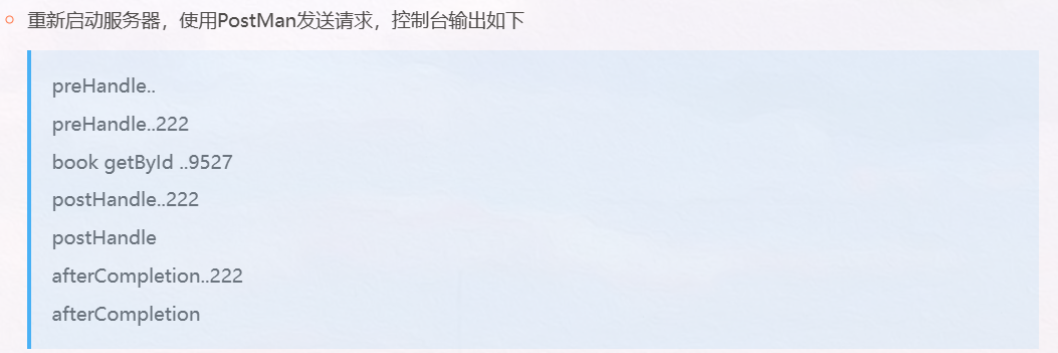 重新启动服务器，使用PostMan发送请求，控制台输出如下
preHandle..
preHandle..222
book getById ..9527
postHandle..222
postHandle
afterCompletion..222
afterCompletion